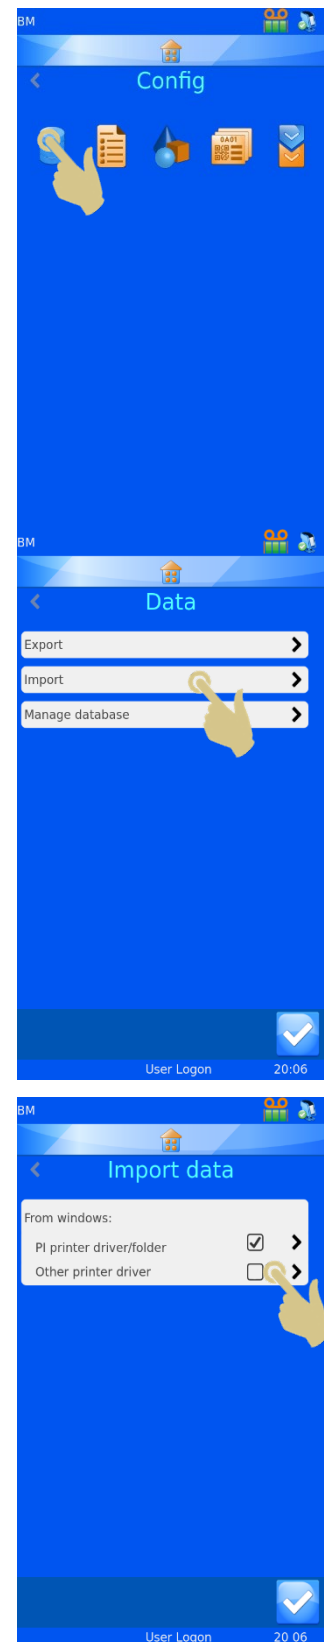 BM
Config
0A01
BM
Data
Export
Import
Manage database
User Logon 20:06
BM
Import data
From windows:
PI printer driver/folder
Other printer driver
User Logon 20 06